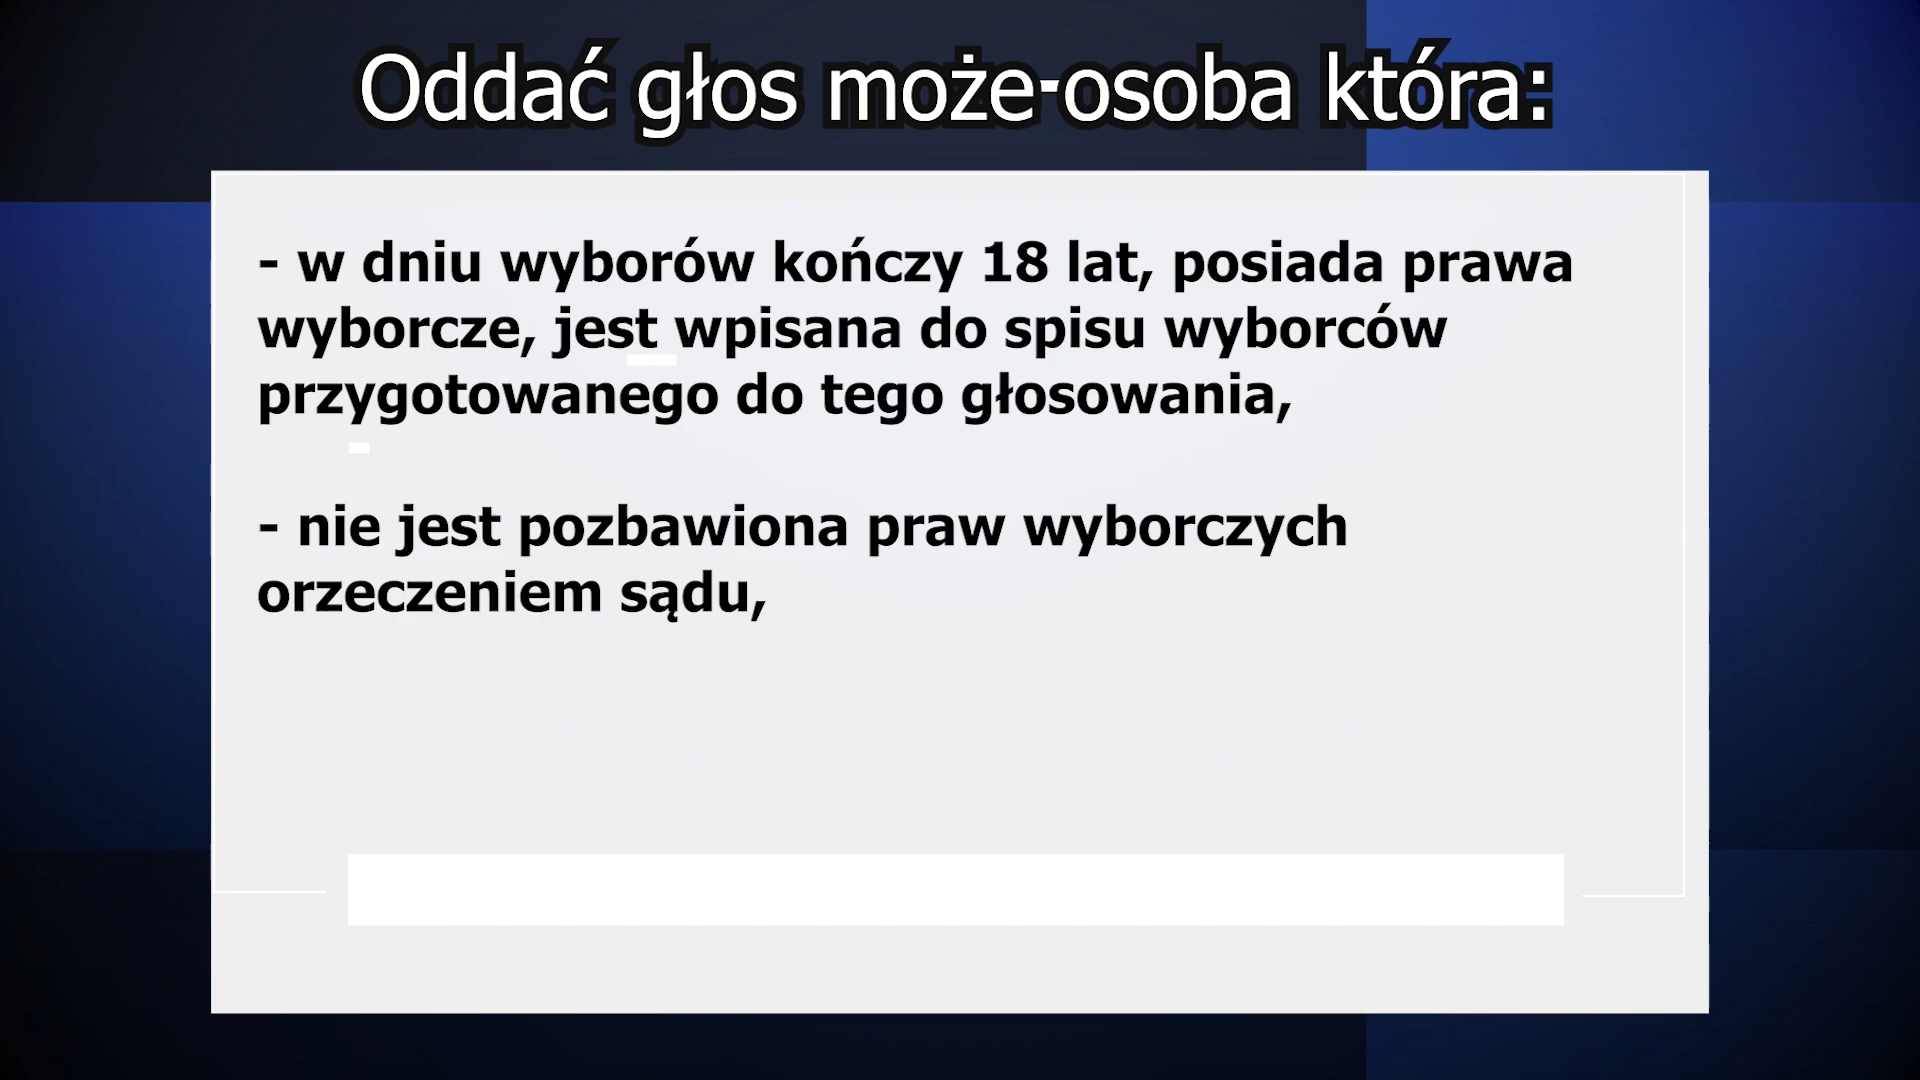 Oddać głos może-osoba która:
- w dniu wyborów kończy 18 lat, posiada prawa
wyborcze, jest wpisana do spisu wyborców
przygotowanego do tego głosowania,
- nie jest pozbawiona praw wyborczych
orzeczeniem sądu,